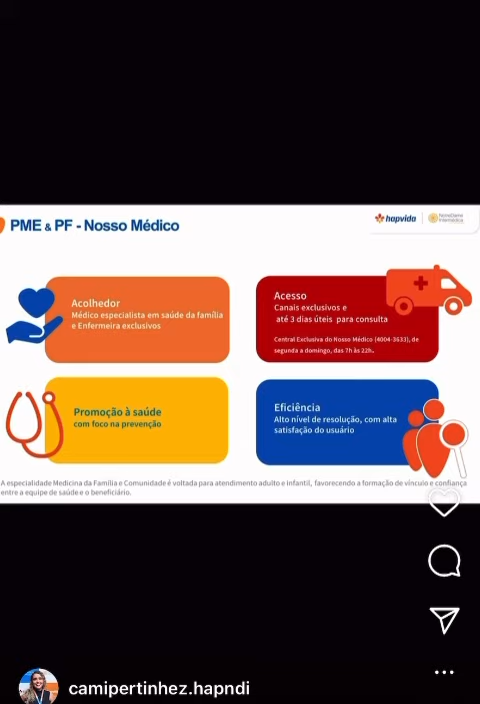 PME & PF - Nosso Médico
hapvida
NotreDame
Intermédica
Acolhedor
Médico especialista em saúde da família
e Enfermeira exclusivos
Acesso
Canais exclusivos e
até 3 dias úteis para consulta
Central Exclusiva do Nosso Médico (4004-3633), de
segunda a domingo, das 7h às 22h.
Promoção à saúde
com foco na prevenção
Eficiência
Alto nível de resolução, com alta
satisfação do usuário
A especialidade Medicina da Família e Comunidade é voltada para atendimento adulto e infantil, favorecendo a formação de vínculo e confiança
entre a equipe de saúde e o beneficiário.
camipertinhez.hapndi